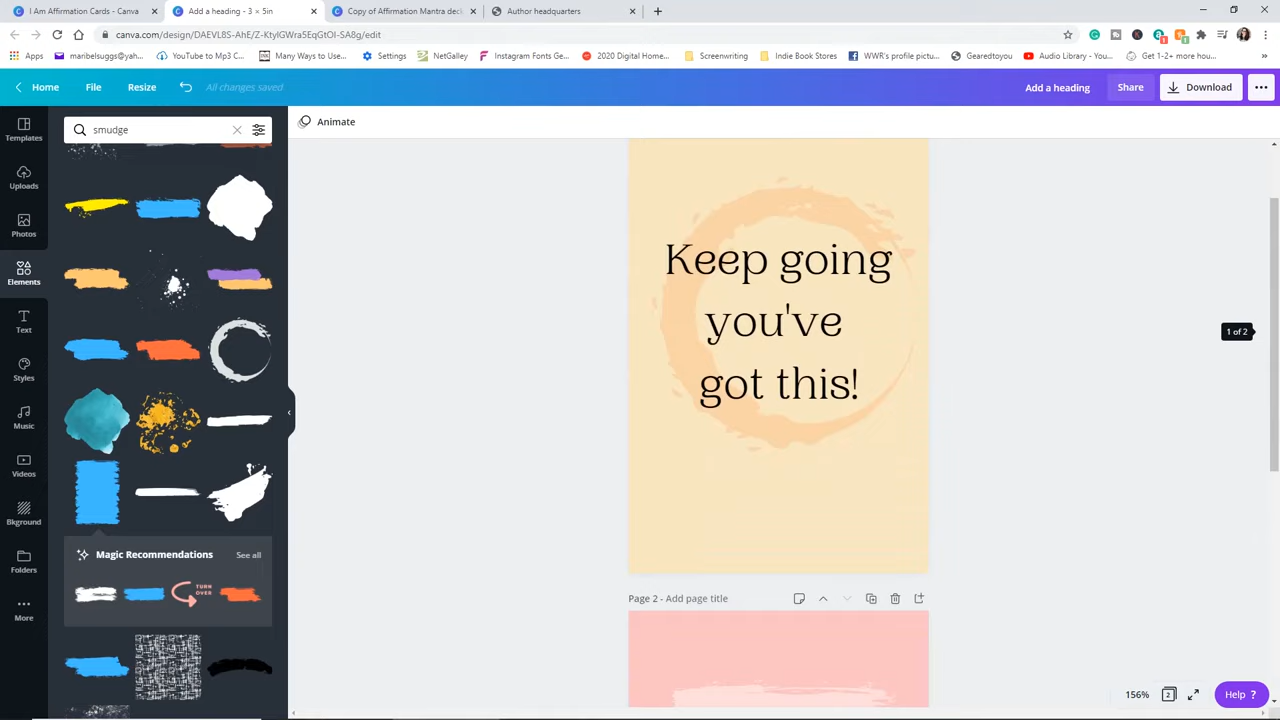 I Am Affirmation Cards - Canva
Add a heading - 3 × 5in
Copy of Affirmation Mantra deck
Author headquarters
canva.com/design/DAEVL8S-AhE/Z-KtyIGWra5EqGfOI-SA8g/edit
Apps
maribelsuggs@yah...
YouTube to Mp3 C...
Many Ways to Use...
Settings
NetGalley
Instagram Fonts Ge...
2020 Digital Home...
Screenwriting
Indie Book Stores
WWR's profile pictu...
Gearedtoyou
Audio Library - You...
Get 1-2+ more hou...
Home
File
Resize
All changes saved
Add a heading
Share
Download
Templates
Uploads
Photos
Elements
Text
Styles
Music
Videos
Bkground
Folders
More
smudge
Magic Recommendations
See all
TURN
OVER
Animate
Keep going
you've
got this!
1 of 2
Page 2 - Add page title
156%
2
Help ?